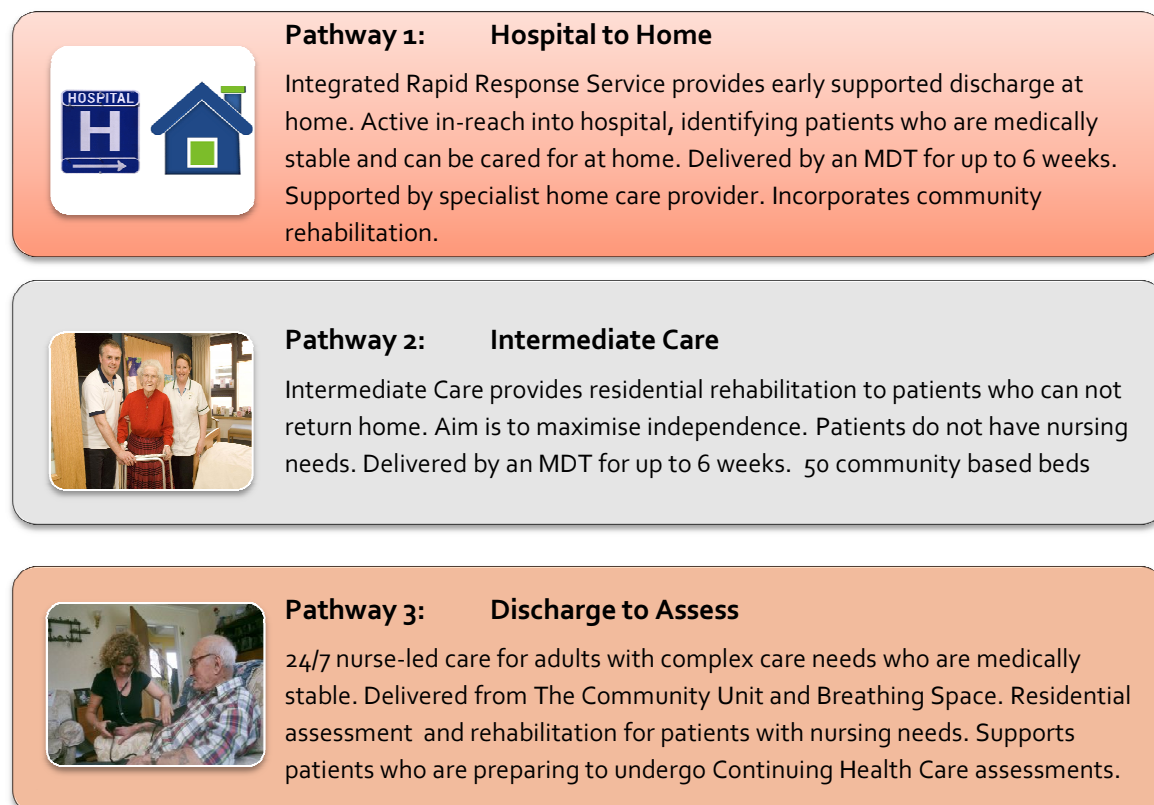 Pathway 1: Hospital to Home
HOSPITAL
H
Integrated Rapid Response Service provides early supported discharge at
home. Active in-reach into hospital, identifying patients who are medically
stable and can be cared for at home. Delivered by an MDT for up to 6 weeks.
Supported by specialist home care provider. Incorporates community
rehabilitation.
Pathway 2: Intermediate Care
Intermediate Care provides residential rehabilitation to patients who can not
return home. Aim is to maximise independence. Patients do not have nursing
needs. Delivered by an MDT for up to 6 weeks.  50 community based beds
Pathway 3: Discharge to Assess
24/7 nurse-led care for adults with complex care needs who are medically
stable. Delivered from The Community Unit and Breathing Space. Residential
assessment  and rehabilitation for patients with nursing needs. Supports
patients who are preparing to undergo Continuing Health Care assessments.